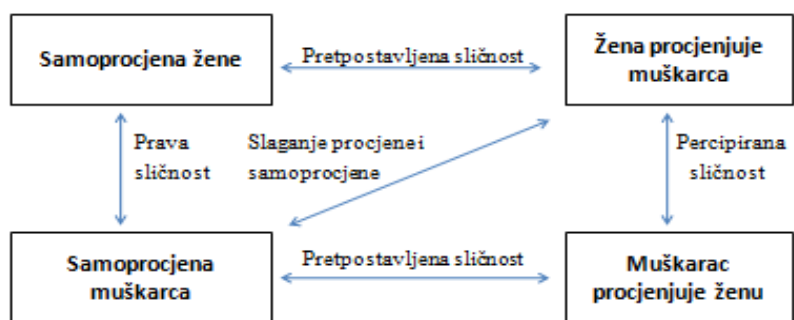 Samoprocjena žene
Pretpostavljena sličnost
Žena procjenjuje
muškarca
Prava
sličnost
Slaganje procjene i
samoprocjene
Percipirana
sličnost
Samoprocjena
muškarca
Pretpostavljena sličnost
Muškarac
procjenjuje ženu